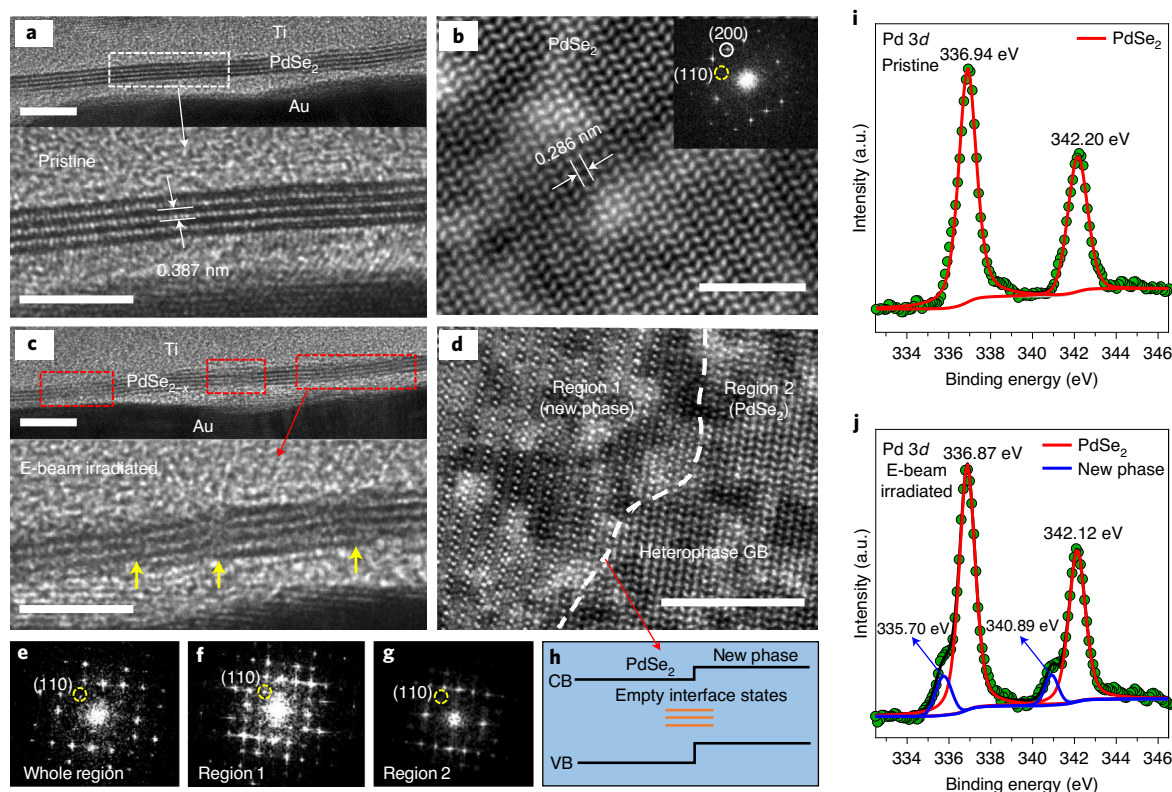 a
Ti
PdSe2
Au
Pristine
0.387 nm
b
PdSe2
(200)
(110)
0.286 nm
c
Ti
PdSe2–x
Au
E-beam irradiated
d
Region 1
(new phase)
Region 2
(PdSe2)
Heterophase GB
e
(110)
Whole region
f
(110)
Region 1
g
(110)
Region 2
h
PdSe2
New phase
CB
Empty interface states
VB
i
Pd 3d
Pristine
PdSe2
336.94 eV
342.20 eV
Intensity (a.u.)
334 336 338 340 342 344 346
Binding energy (eV)
j
Pd 3d
E-beam
irradiated
PdSe2
New phase
336.87 eV
342.12 eV
335.70 eV
340.89 eV
Intensity (a.u.)
334 336 338 340 342 344 346
Binding energy (eV)